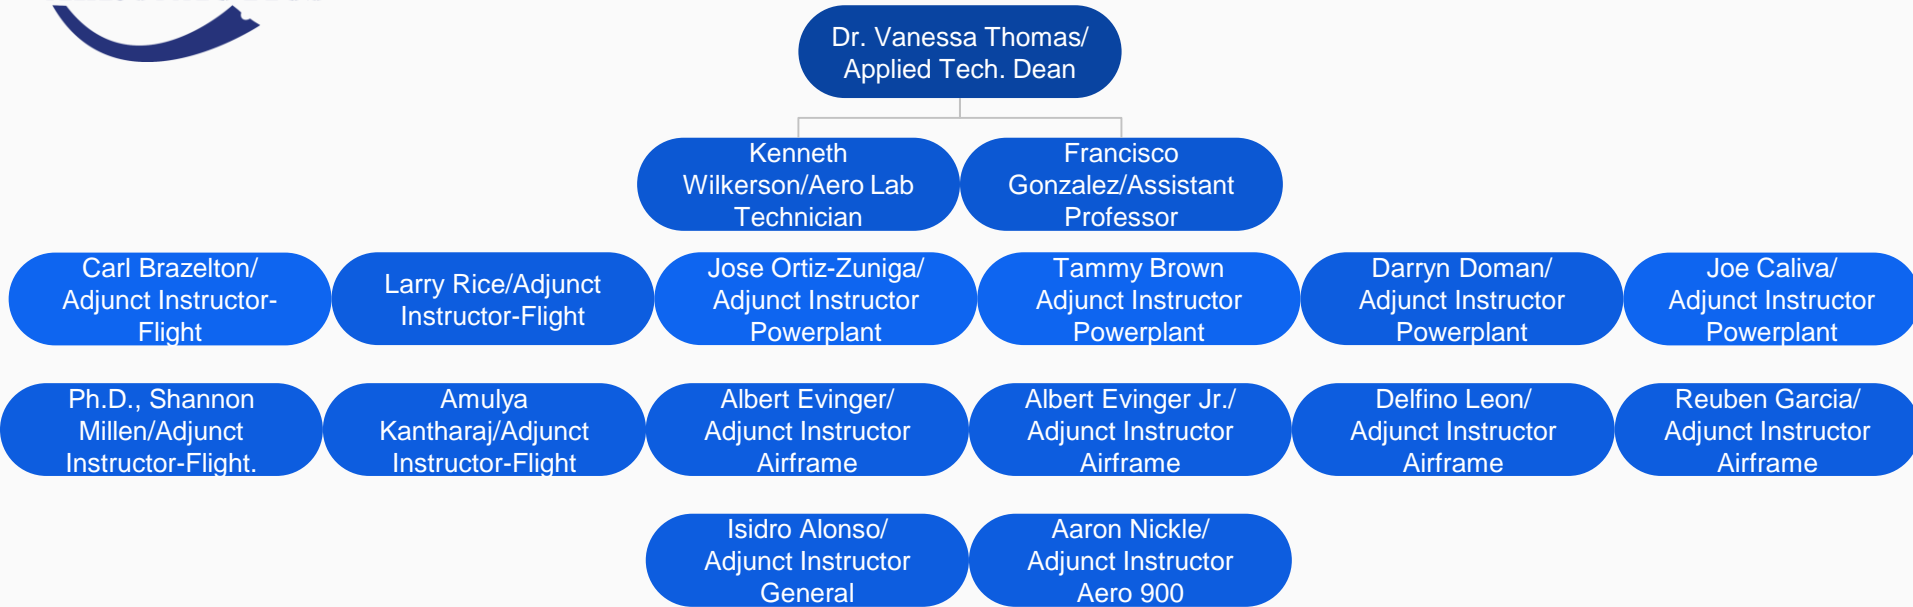 Dr. Vanessa Thomas/
Applied Tech. Dean
Kenneth
Wilkerson/Aero Lab
Technician
Francisco
Gonzalez/Assistant
Professor
Carl Brazelton/
Adjunct Instructor-
Flight
Larry Rice/Adjunct
Instructor-Flight
Jose Ortiz-Zuniga/
Adjunct Instructor
Powerplant
Tammy Brown
Adjunct Instructor
Powerplant
Darryn Doman/
Adjunct Instructor
Powerplant
Joe Caliva/
Adjunct Instructor
Powerplant
Ph.D., Shannon
Millen/Adjunct
Instructor-Flight.
Amulya
Kantharaj/Adjunct
Instructor-Flight
Albert Evinger/
Adjunct Instructor
Airframe
Albert Evinger Jr./
Adjunct Instructor
Airframe
Delfino Leon/
Adjunct Instructor
Airframe
Reuben Garcia/
Adjunct Instructor
Airframe
Isidro Alonso/
Adjunct Instructor
General
Aaron Nickle/
Adjunct Instructor
Aero 900